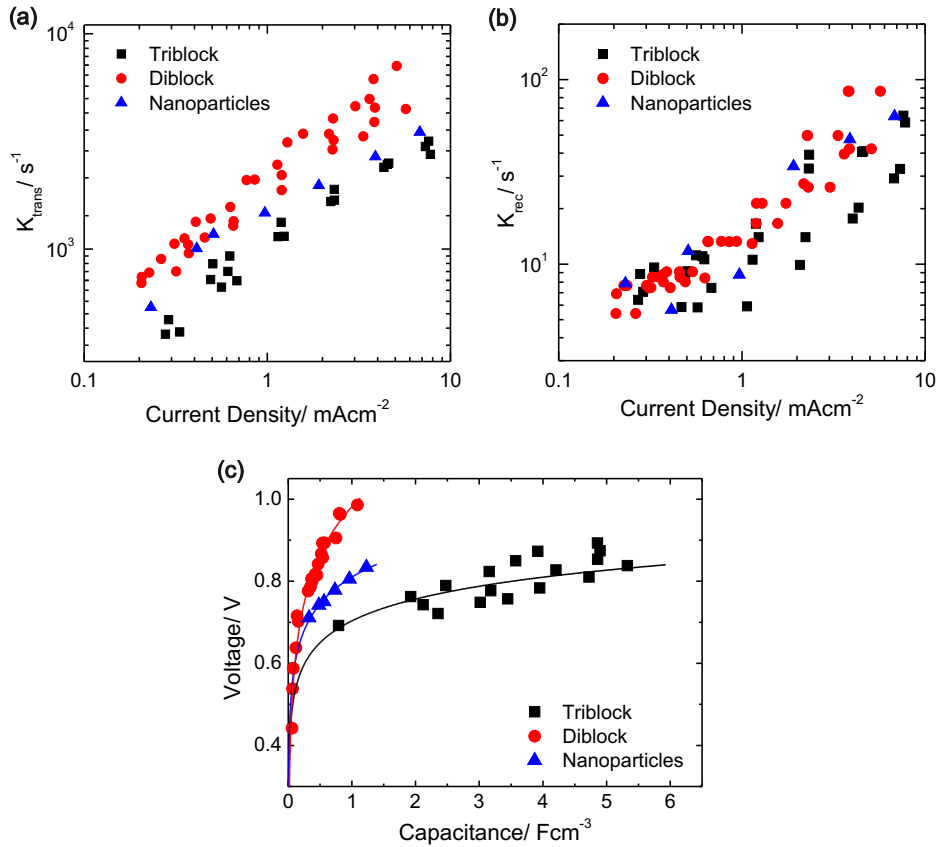 (a)
10^4
10^3
K_trans/ s^-1
Triblock
Diblock
Nanoparticles
0.1 1 10
Current Density/ mAcm^-2
(b)
10^2
10^1
K_rec/ s^-1
Triblock
Diblock
Nanoparticles
0.1 1 10
Current Density/ mAcm^-2
(c)
1.0
0.8
0.6
0.4
Voltage/ V
Triblock
Diblock
Nanoparticles
0 1 2 3 4 5 6
Capacitance/ Fcm^-3